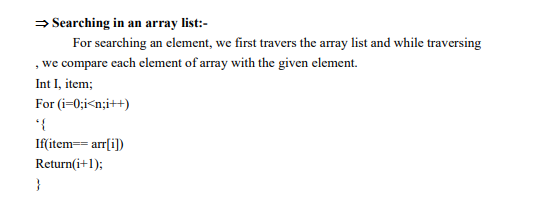 ⇒ Searching in an array list:-
For searching an element, we first travers the array list and while traversing
, we compare each element of array with the given element.
Int I, item;
For (i=0;i<n;i++)
‘{
If(item== arr[i])
Return(i+1);
}